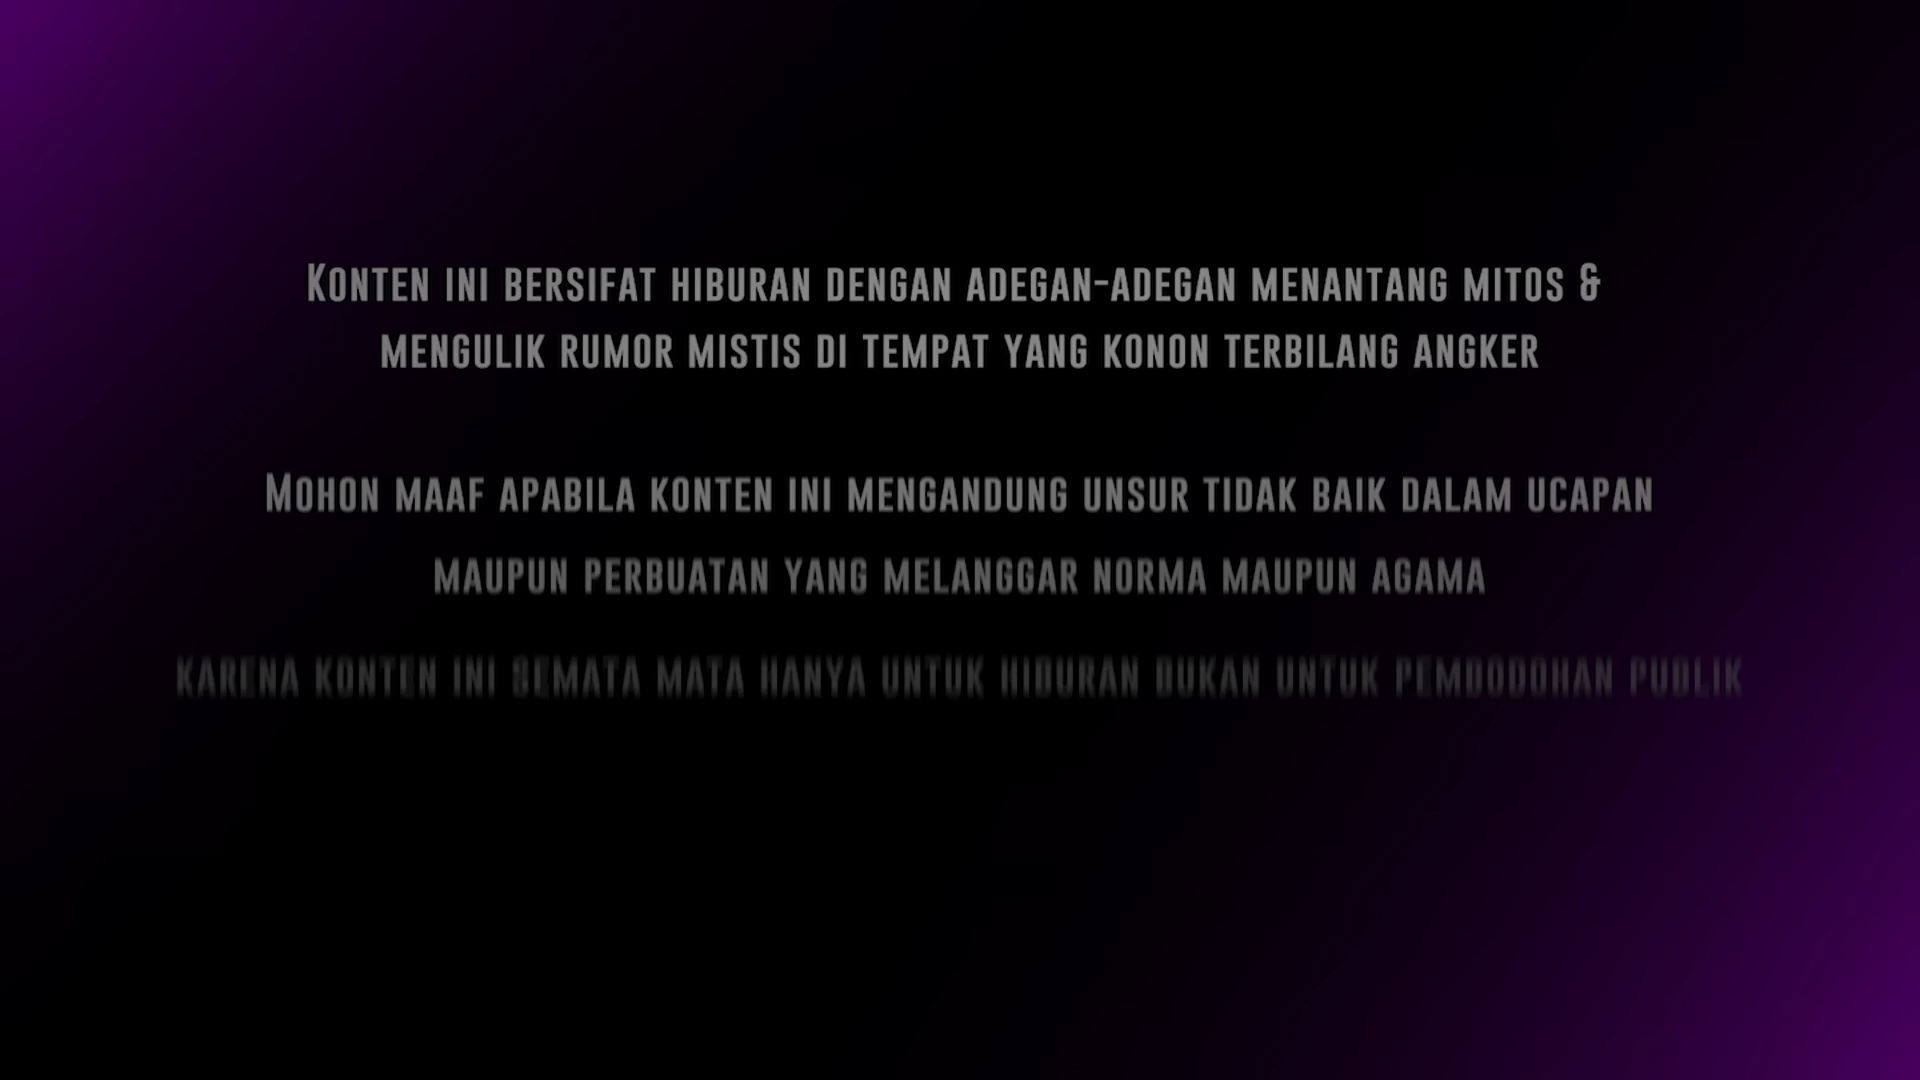 Konten ini bersifat hiburan dengan adegan-adegan menantang mitos &
mengulik rumor mistis di tempat yang konon terbilang angker
Mohon maaf apabila konten ini mengandung unsur tidak baik dalam ucapan
maupun perbuatan yang melanggar norma maupun agama
karena konten ini semata mata hanya untuk hiburan bukan untuk pembodohan publik